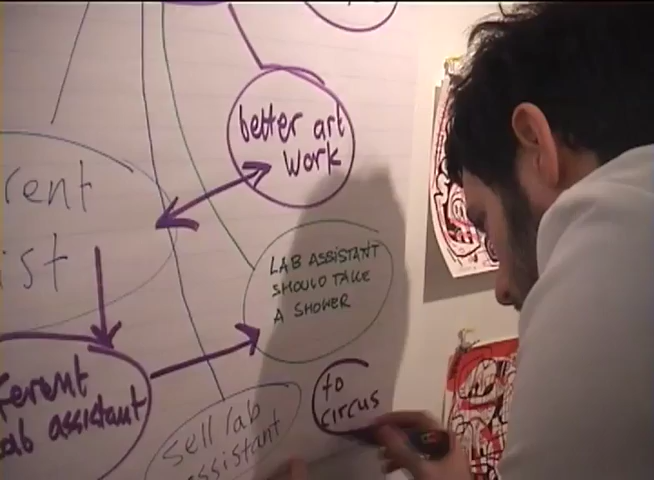 better art
work
rent
ist
LAB ASSISTANT
SHOULD TAKE
A SHOWER
ferent
lab assistant
sell lab
assistant
to
circus